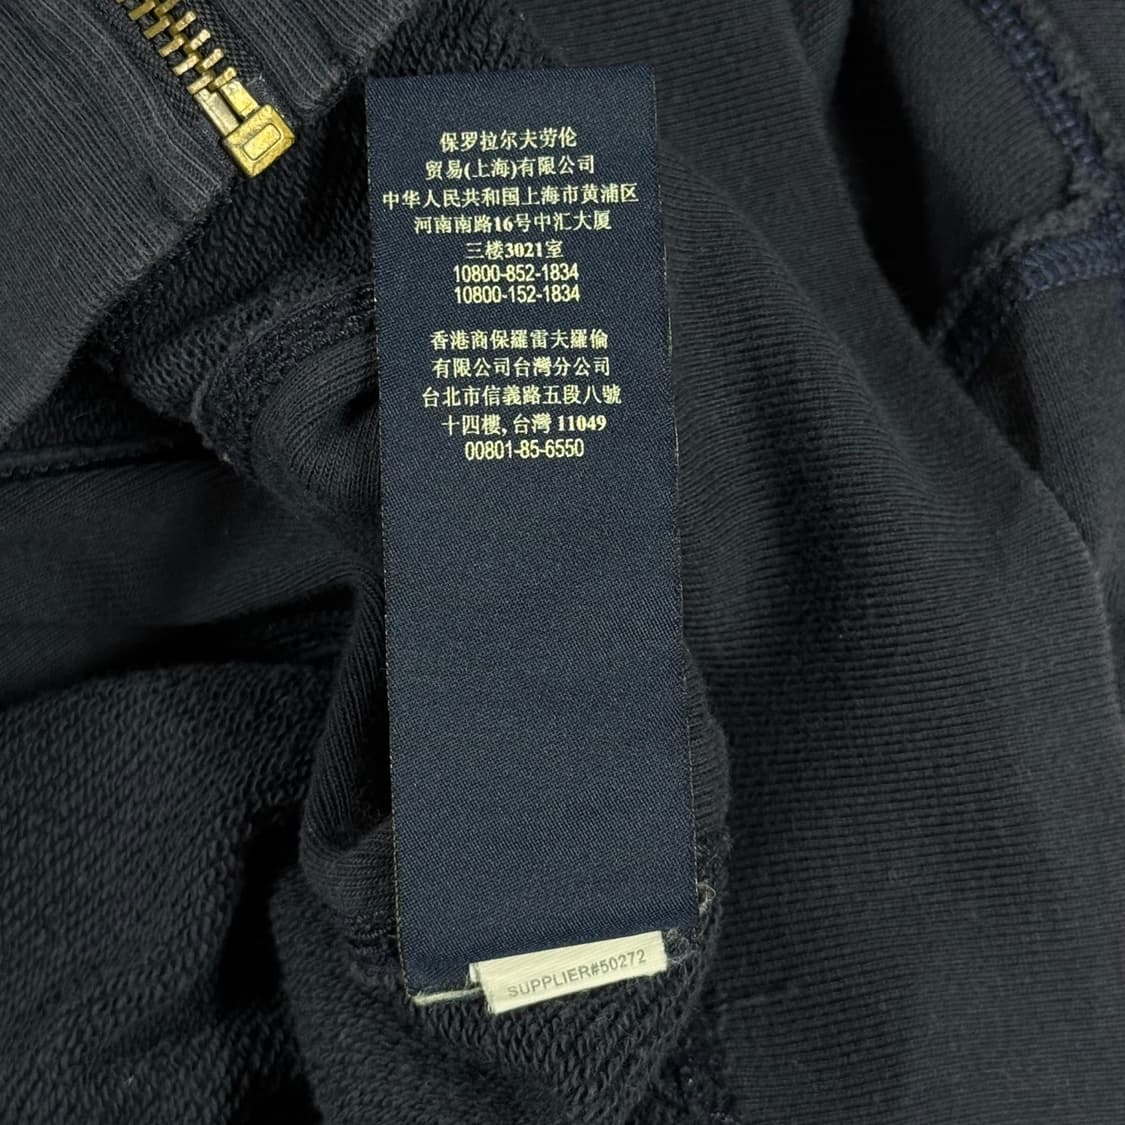 保罗拉尔夫劳伦
贸易(上海)有限公司
中华人民共和国上海市黄浦区
河南南路16号中汇大厦
三楼3021室
10800-852-1834
10800-152-1834
香港商保羅雷夫羅倫
有限公司台灣分公司
台北市信義路五段八號
十四樓, 台灣 11049
00801-85-6550
SUPPLIER#50272